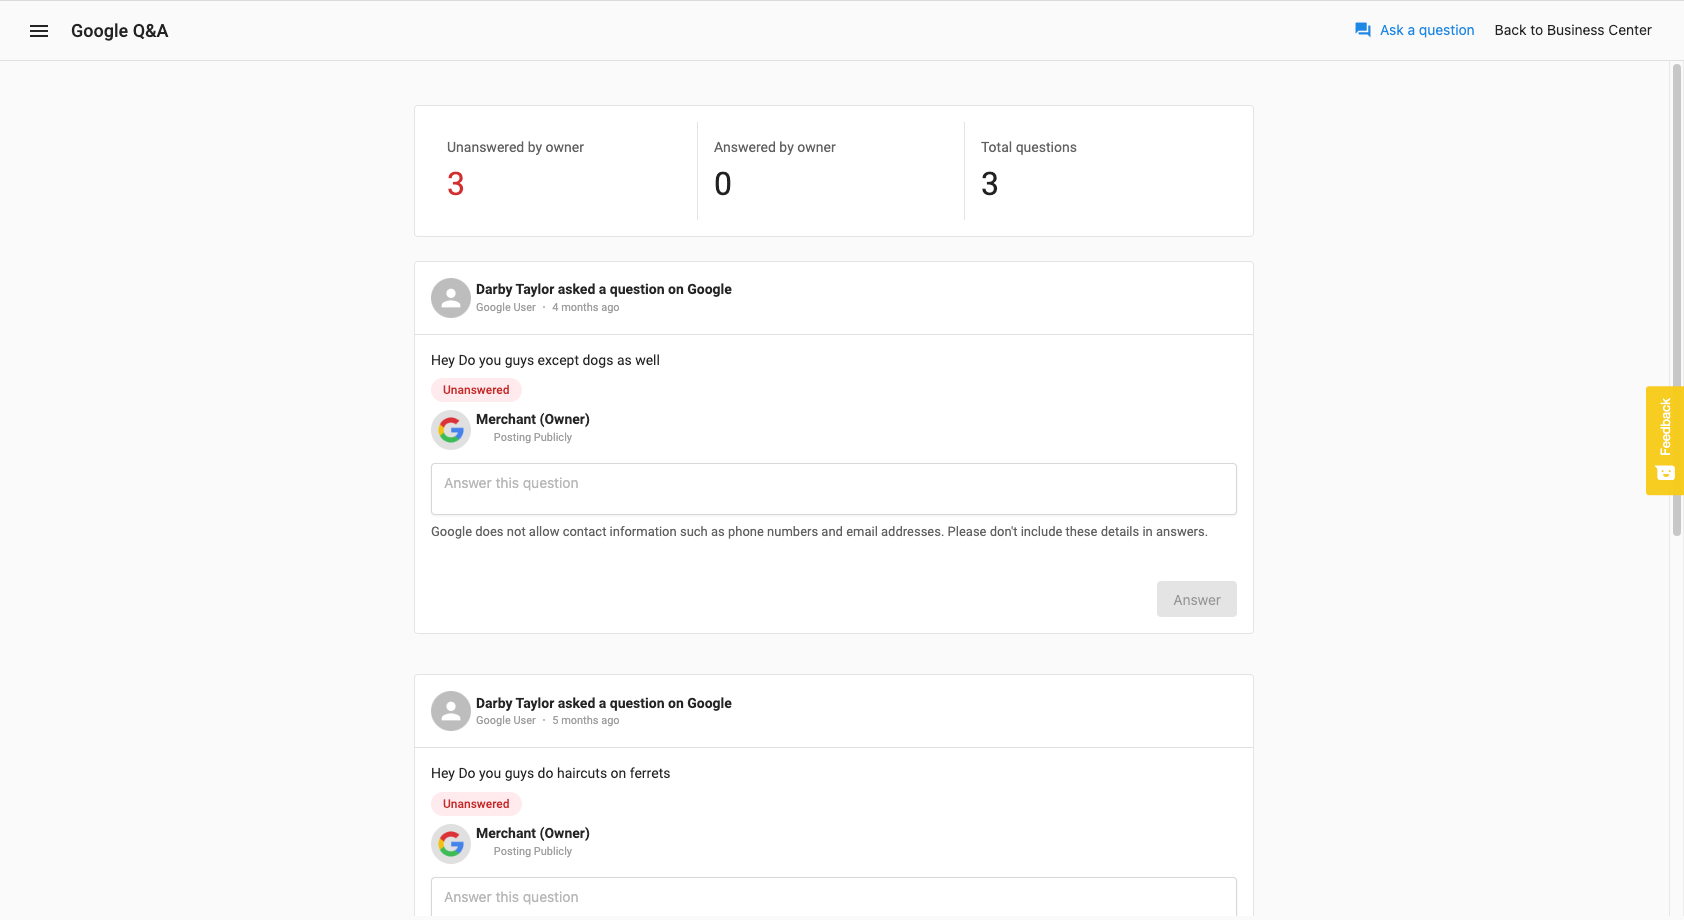 Google Q&A
Ask a question
Back to Business Center
Unanswered by owner
3
Answered by owner
0
Total questions
3
Darby Taylor asked a question on Google
Google User · 4 months ago
Hey Do you guys except dogs as well
Unanswered
Merchant (Owner)
Posting Publicly
Answer this question
Google does not allow contact information such as phone numbers and email addresses. Please don't include these details in answers.
Answer
Darby Taylor asked a question on Google
Google User · 5 months ago
Hey Do you guys do haircuts on ferrets
Unanswered
Merchant (Owner)
Posting Publicly
Answer this question
Feedback